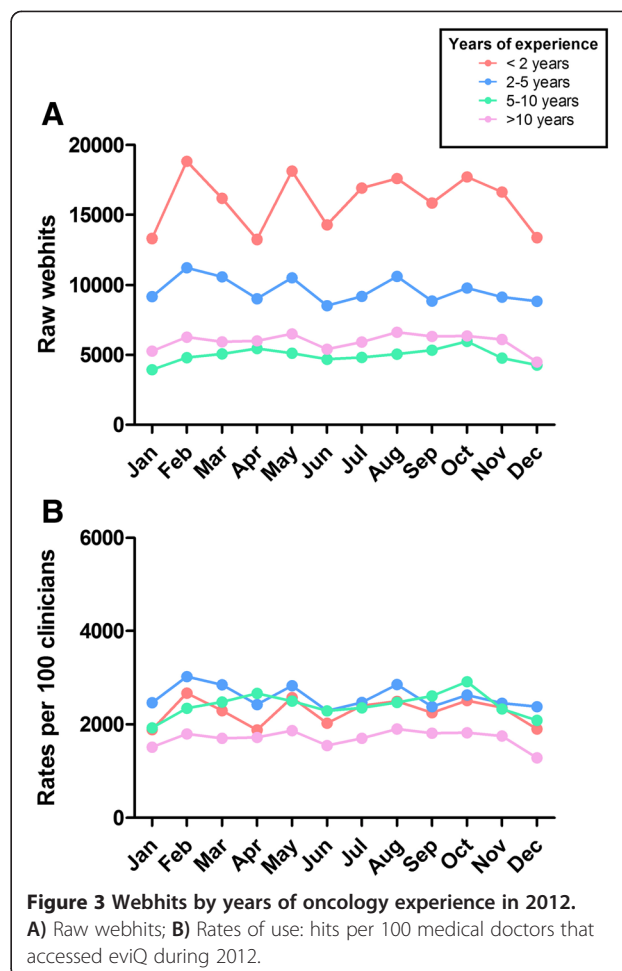 Years of experience
< 2 years
2-5 years
5-10 years
>10 years
A
20000
15000
10000
5000
0
Raw webhits
Jan Feb Mar Apr May Jun Jul Aug Sep Oct Nov Dec
B
6000
4000
2000
0
Rates per 100 clinicians
Jan Feb Mar Apr May Jun Jul Aug Sep Oct Nov Dec
Figure 3 Webhits by years of oncology experience in 2012.
A) Raw webhits; B) Rates of use: hits per 100 medical doctors that
accessed eviQ during 2012.